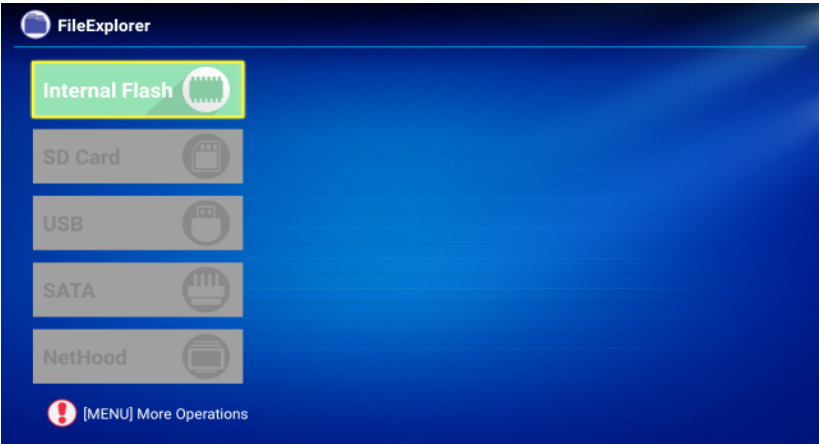 FileExplorer
Internal Flash
SD Card
USB
SATA
NetHood
[MENU] More Operations